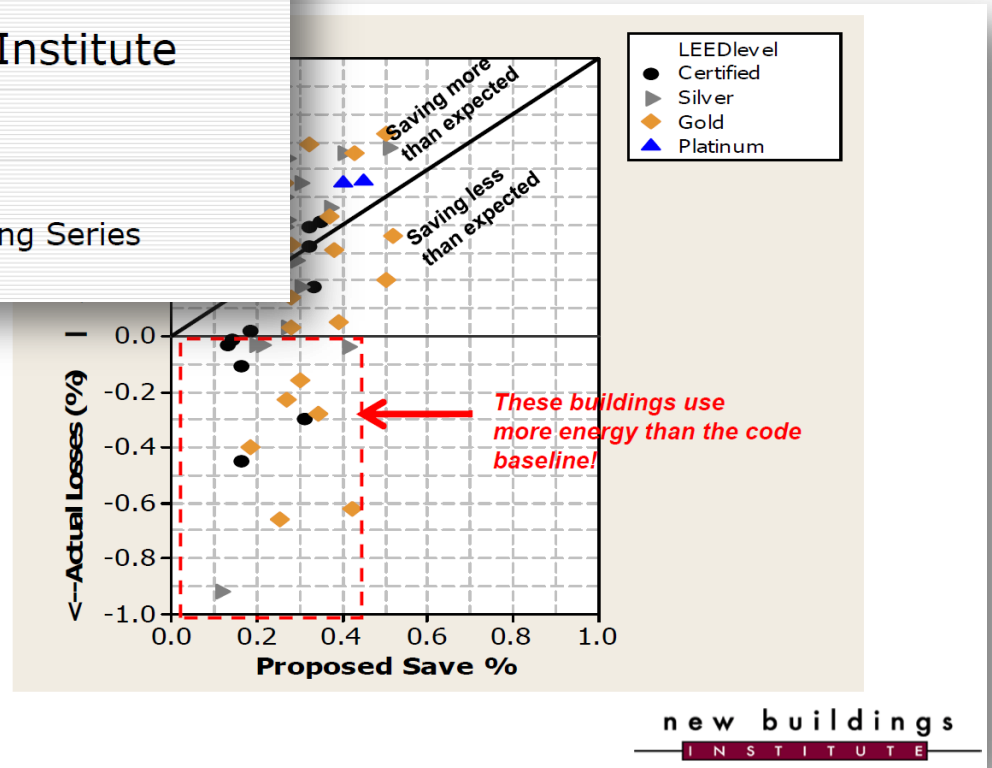 Institute
ng Series
LEEDlevel
Certified
Silver
Gold
Platinum
Saving more
than expected
Saving less
than expected
0.0
-0.2
-0.4
-0.6
-0.8
-1.0
<--Actual Losses (%)
These buildings use
more energy than the code
baseline!
0.0 0.2 0.4 0.6 0.8 1.0
Proposed Save %
new buildings
INSTITUTE